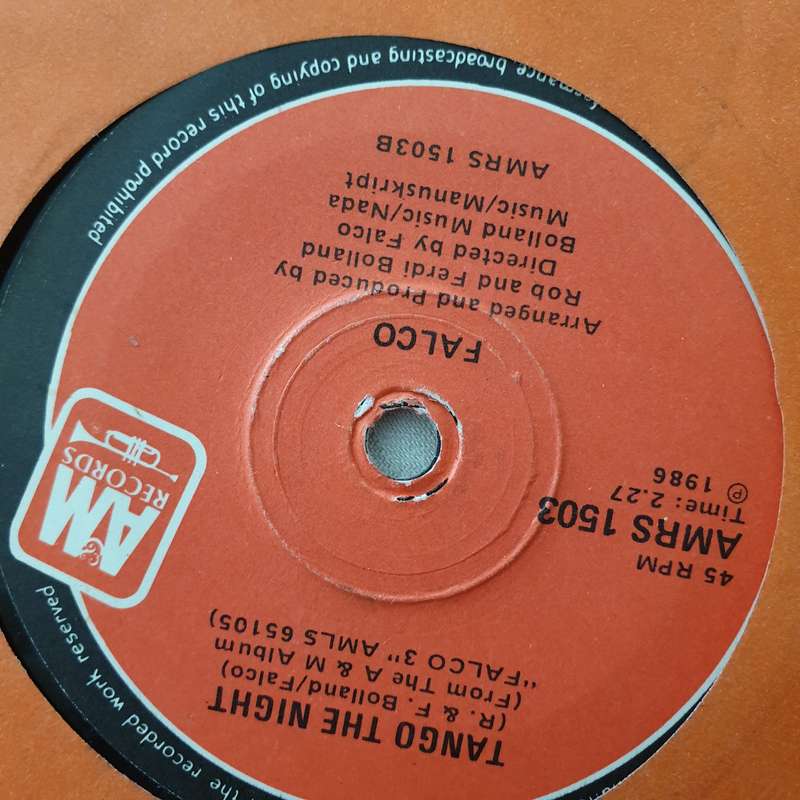 TANGO THE NIGHT
(R. & F. Bolland/Falco)
(From The A & M Album
"FALCO 3" AMLS 65105)
A&M
RECORDS
45 RPM
AMRS 1503
Time: 2.27
℗ 1986
FALCO
Arranged and Produced by
Rob and Ferdi Bolland
Directed by Falco
Bolland Music/Nada
Music/Manuskript
AMRS 1503B
the recorded work reserved
broadcasting and copying of this record prohibited